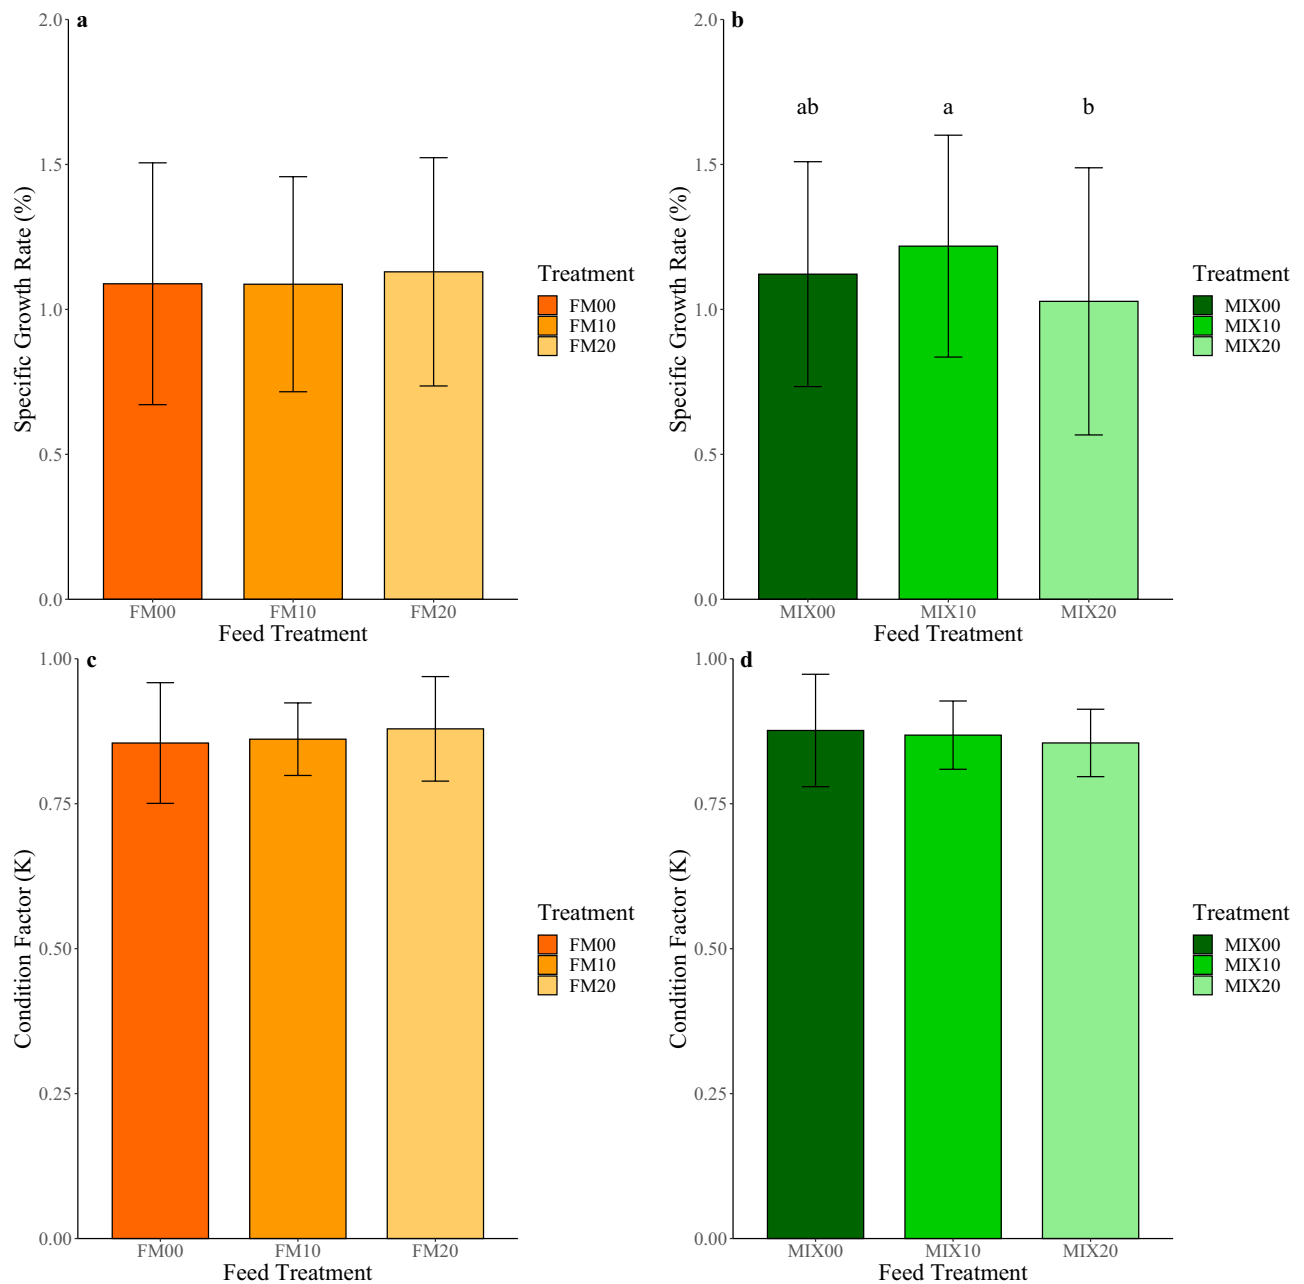 a
2.0
1.5
1.0
0.5
0.0
Specific Growth Rate (%)
FM00 FM10 FM20
Feed Treatment
Treatment
FM00
FM10
FM20
b
2.0
1.5
1.0
0.5
0.0
Specific Growth Rate (%)
ab a b
MIX00 MIX10 MIX20
Feed Treatment
Treatment
MIX00
MIX10
MIX20
c
1.00
0.75
0.50
0.25
0.00
Condition Factor (K)
FM00 FM10 FM20
Feed Treatment
Treatment
FM00
FM10
FM20
d
1.00
0.75
0.50
0.25
0.00
Condition Factor (K)
MIX00 MIX10 MIX20
Feed Treatment
Treatment
MIX00
MIX10
MIX20